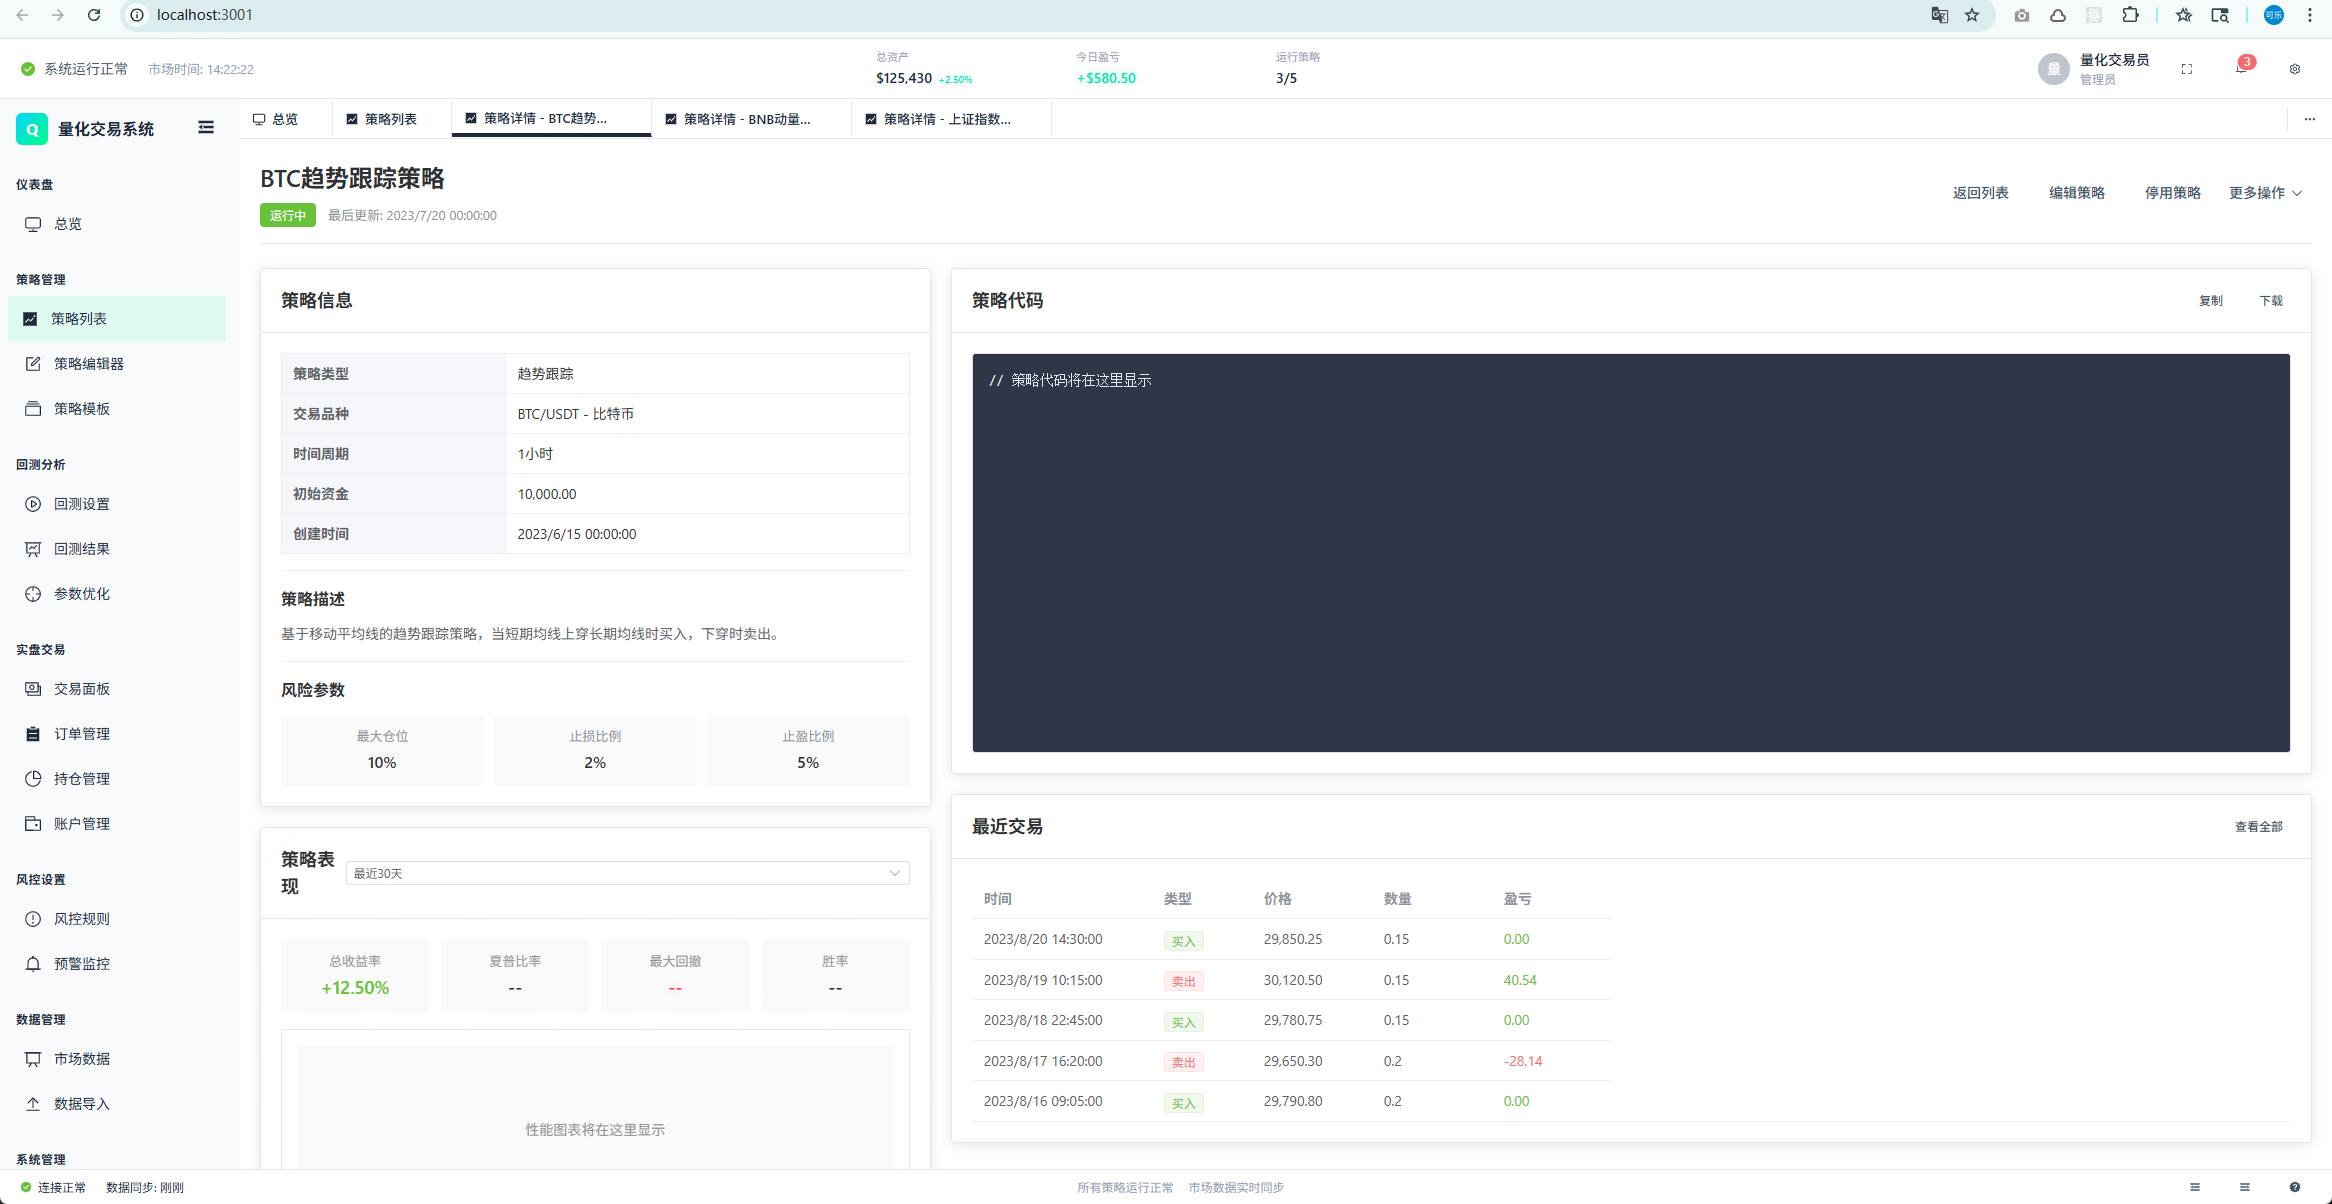 localhost:3001
可乐
系统运行正常
市场时间: 14:22:22
总资产
$125,430 +2.50%
今日盈亏
+$580.50
运行策略
3/5
量
量化交易员
管理员
3
Q
量化交易系统
总览
策略列表
策略详情 - BTC趋势...
策略详情 - BNB动量...
策略详情 - 上证指数...
仪表盘
总览
策略管理
策略列表
策略编辑器
策略模板
回测分析
回测设置
回测结果
参数优化
实盘交易
交易面板
订单管理
持仓管理
账户管理
风控设置
风控规则
预警监控
数据管理
市场数据
数据导入
系统管理
BTC趋势跟踪策略
运行中
最后更新: 2023/7/20 00:00:00
返回列表
编辑策略
停用策略
更多操作
策略信息
策略类型 趋势跟踪
交易品种 BTC/USDT - 比特币
时间周期 1小时
初始资金 10,000.00
创建时间 2023/6/15 00:00:00
策略描述
基于移动平均线的趋势跟踪策略，当短期均线上穿长期均线时买入，下穿时卖出。
风险参数
最大仓位
10%
止损比例
2%
止盈比例
5%
策略表
现
最近30天
总收益率
+12.50%
夏普比率
--
最大回撤
--
胜率
--
性能图表将在这里显示
策略代码
复制
下载
// 策略代码将在这里显示
最近交易
查看全部
时间 类型 价格 数量 盈亏
2023/8/20 14:30:00 买入 29,850.25 0.15 0.00
2023/8/19 10:15:00 卖出 30,120.50 0.15 40.54
2023/8/18 22:45:00 买入 29,780.75 0.15 0.00
2023/8/17 16:20:00 卖出 29,650.30 0.2 -28.14
2023/8/16 09:05:00 买入 29,790.80 0.2 0.00
连接正常
数据同步: 刚刚
所有策略运行正常
市场数据实时同步